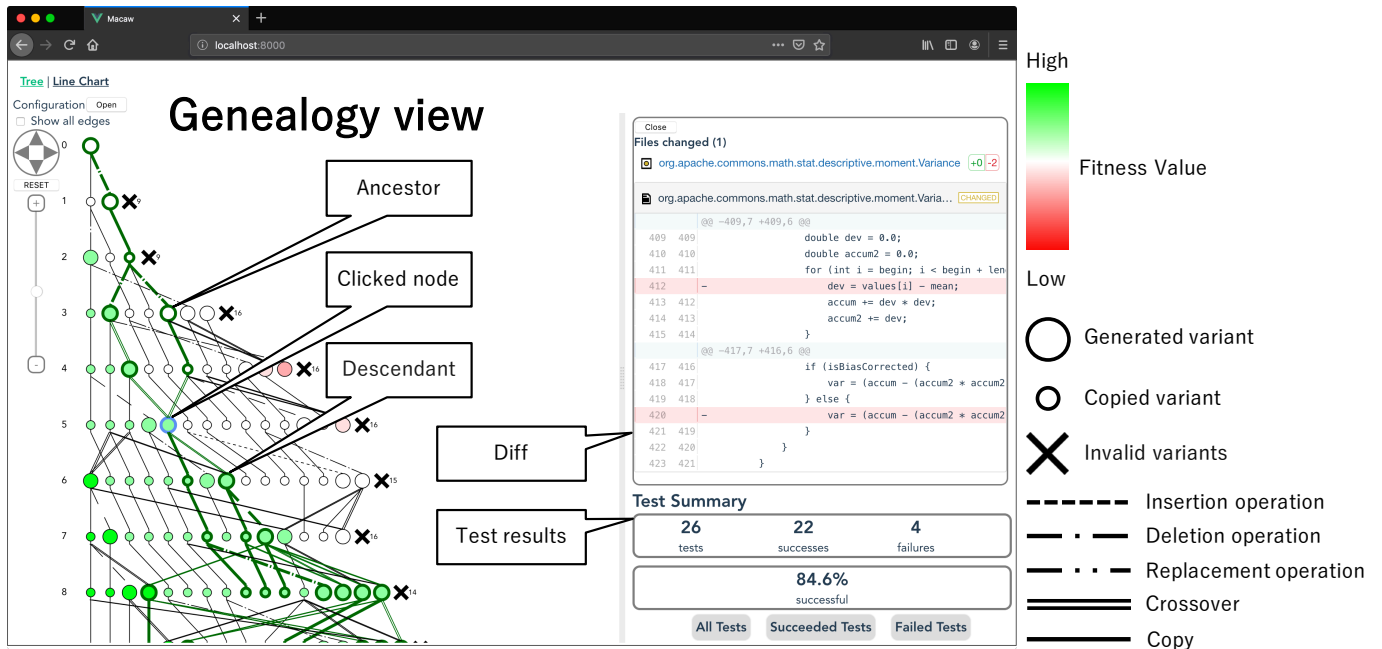 Macaw
localhost:8000
Tree | Line Chart
Configuration Open
Show all edges
Genealogy view
RESET
+
-
0
1
9
2
9
3
16
4
16
5
16
6
15
7
16
8
14
Ancestor
Clicked node
Descendant
Diff
Test results
Close
Files changed (1)
org.apache.commons.math.stat.descriptive.moment.Variance +0 -2
org.apache.commons.math.stat.descriptive.moment.Varia... CHANGED
@@ -409,7 +409,6 @@
409 409 double dev = 0.0;
410 410 double accum2 = 0.0;
411 411 for (int i = begin; i < begin + len
412 - dev = values[i] - mean;
413 412 accum += dev * dev;
414 413 accum2 += dev;
415 414 }
@@ -417,7 +416,6 @@
417 416 if (isBiasCorrected) {
418 417 var = (accum - (accum2 * accum2
419 418 } else {
420 - var = (accum - (accum2 * accum2
421 419 }
422 420 }
423 421 }
Test Summary
26 22 4
tests successes failures
84.6%
successful
All Tests Succeeded Tests Failed Tests
High
Fitness Value
Low
Generated variant
Copied variant
Invalid variants
Insertion operation
Deletion operation
Replacement operation
Crossover
Copy